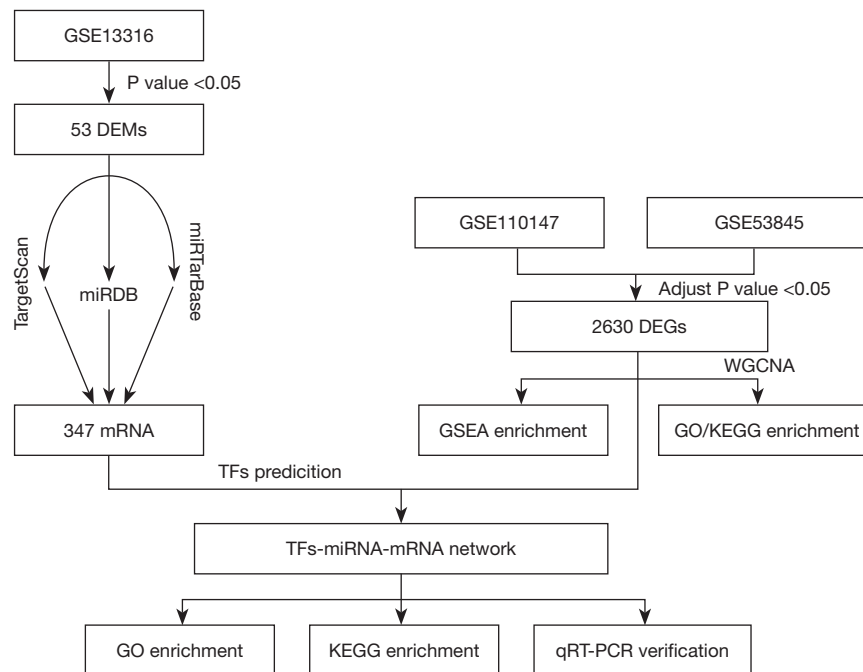 GSE13316
P value <0.05
53 DEMs
TargetScan
miRDB
miRTarBase
347 mRNA
GSE110147
GSE53845
Adjust P value <0.05
2630 DEGs
WGCNA
GSEA enrichment
GO/KEGG enrichment
TFs predicition
TFs-miRNA-mRNA network
GO enrichment
KEGG enrichment
qRT-PCR verification